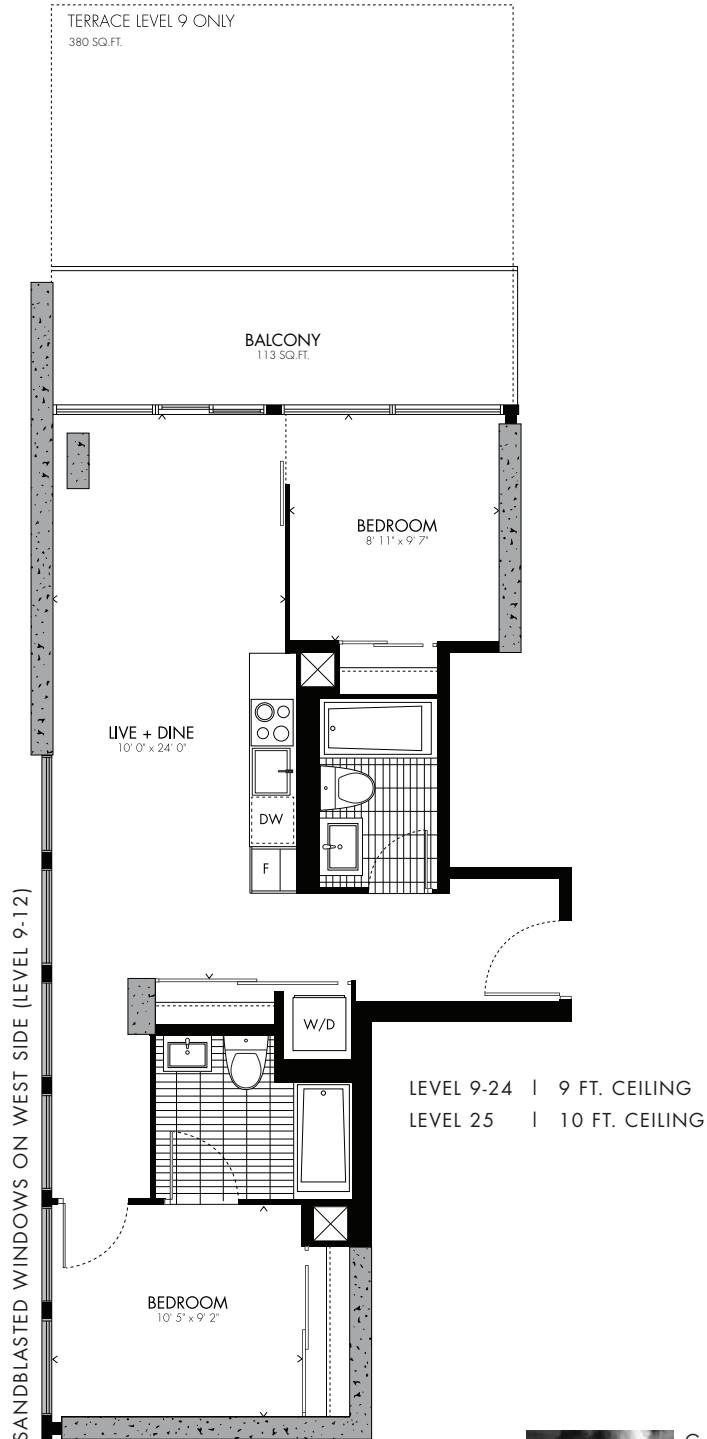 TERRACE LEVEL 9 ONLY
380 SQ.FT.
BALCONY
113 SQ.FT.
BEDROOM
8' 11" x 9' 7"
LIVE + DINE
10' 0" x 24' 0"
DW
F
W/D
SANDBLASTED WINDOWS ON WEST SIDE (LEVEL 9-12)
LEVEL 9-24 | 9 FT. CEILING
LEVEL 25 | 10 FT. CEILING
BEDROOM
10' 5" x 9' 2"